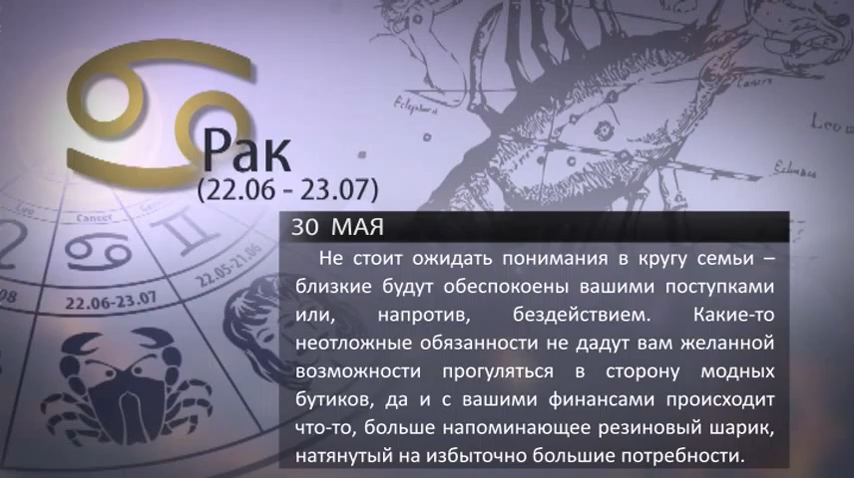 Рак
(22.06 – 23.07)
30 МАЯ
Не стоит ожидать понимания в кругу семьи –
близкие будут обеспокоены вашими поступками
или, напротив, бездействием. Какие-то
неотложные обязанности не дадут вам желанной
возможности прогуляться в сторону модных
бутиков, да и с вашими финансами происходит
что-то, больше напоминающее резиновый шарик,
натянутый на избыточно большие потребности.
Leo
Cancer
22.06-23.07
22.05-21.06
08
Cancer
Leo